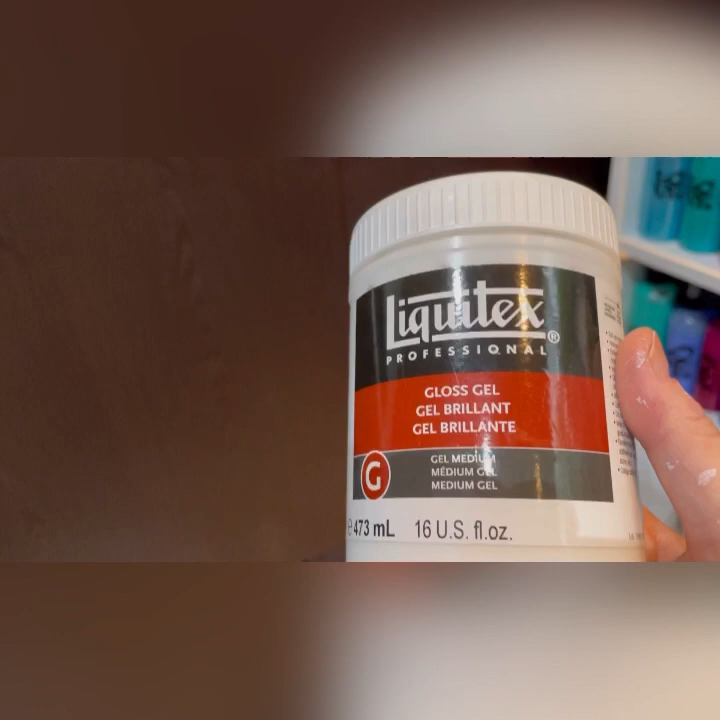 Liquitex®
PROFESSIONAL
GLOSS GEL
GEL BRILLANT
GEL BRILLANTE
G
GEL MEDIUM
MÉDIUM GEL
MEDIUM GEL
e 473 mL 16 U.S. fl.oz.